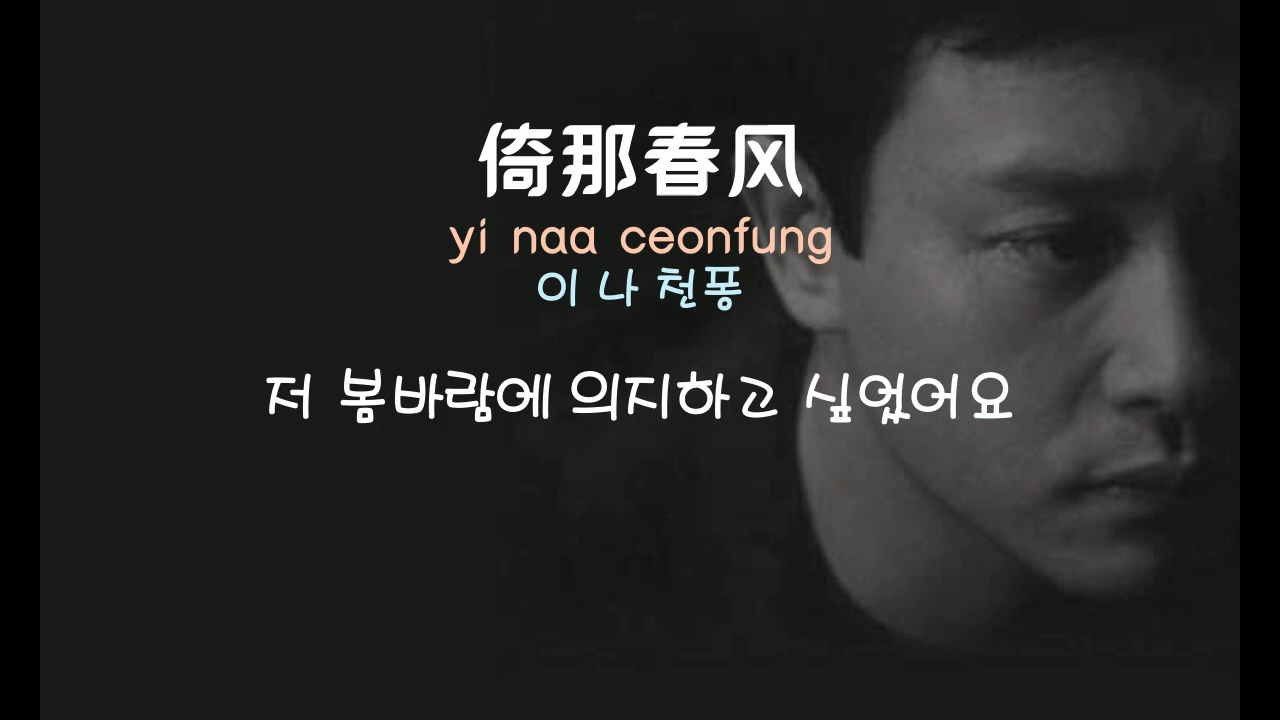 倚那春风
yi naa ceonfung
이 나 천퐁
저 봄바람에 의지하고 싶었어요